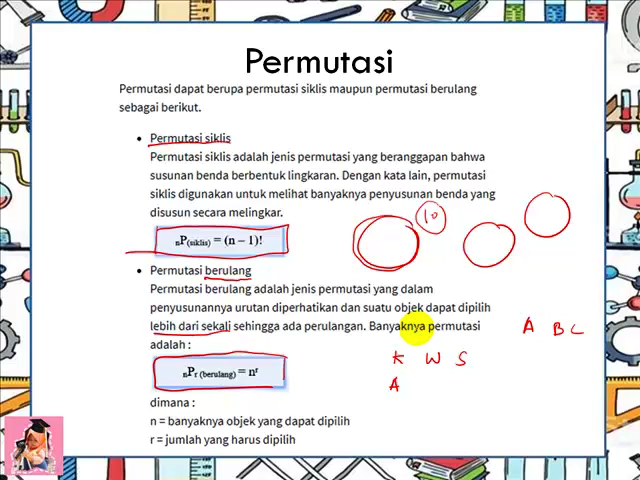 Permutasi
Permutasi dapat berupa permutasi siklis maupun permutasi berulang
sebagai berikut.
• Permutasi siklis
Permutasi siklis adalah jenis permutasi yang beranggapan bahwa
susunan benda berbentuk lingkaran. Dengan kata lain, permutasi
siklis digunakan untuk melihat banyaknya penyusunan benda yang
disusun secara melingkar.
10
nP(siklis) = (n – 1)!
• Permutasi berulang
Permutasi berulang adalah jenis permutasi yang dalam
penyusunannya urutan diperhatikan dan suatu objek dapat dipilih
lebih dari sekali sehingga ada perulangan. Banyaknya permutasi
A B C
adalah :
K W S
nPr (berulang) = nʳ
A
dimana :
n = banyaknya objek yang dapat dipilih
r = jumlah yang harus dipilih